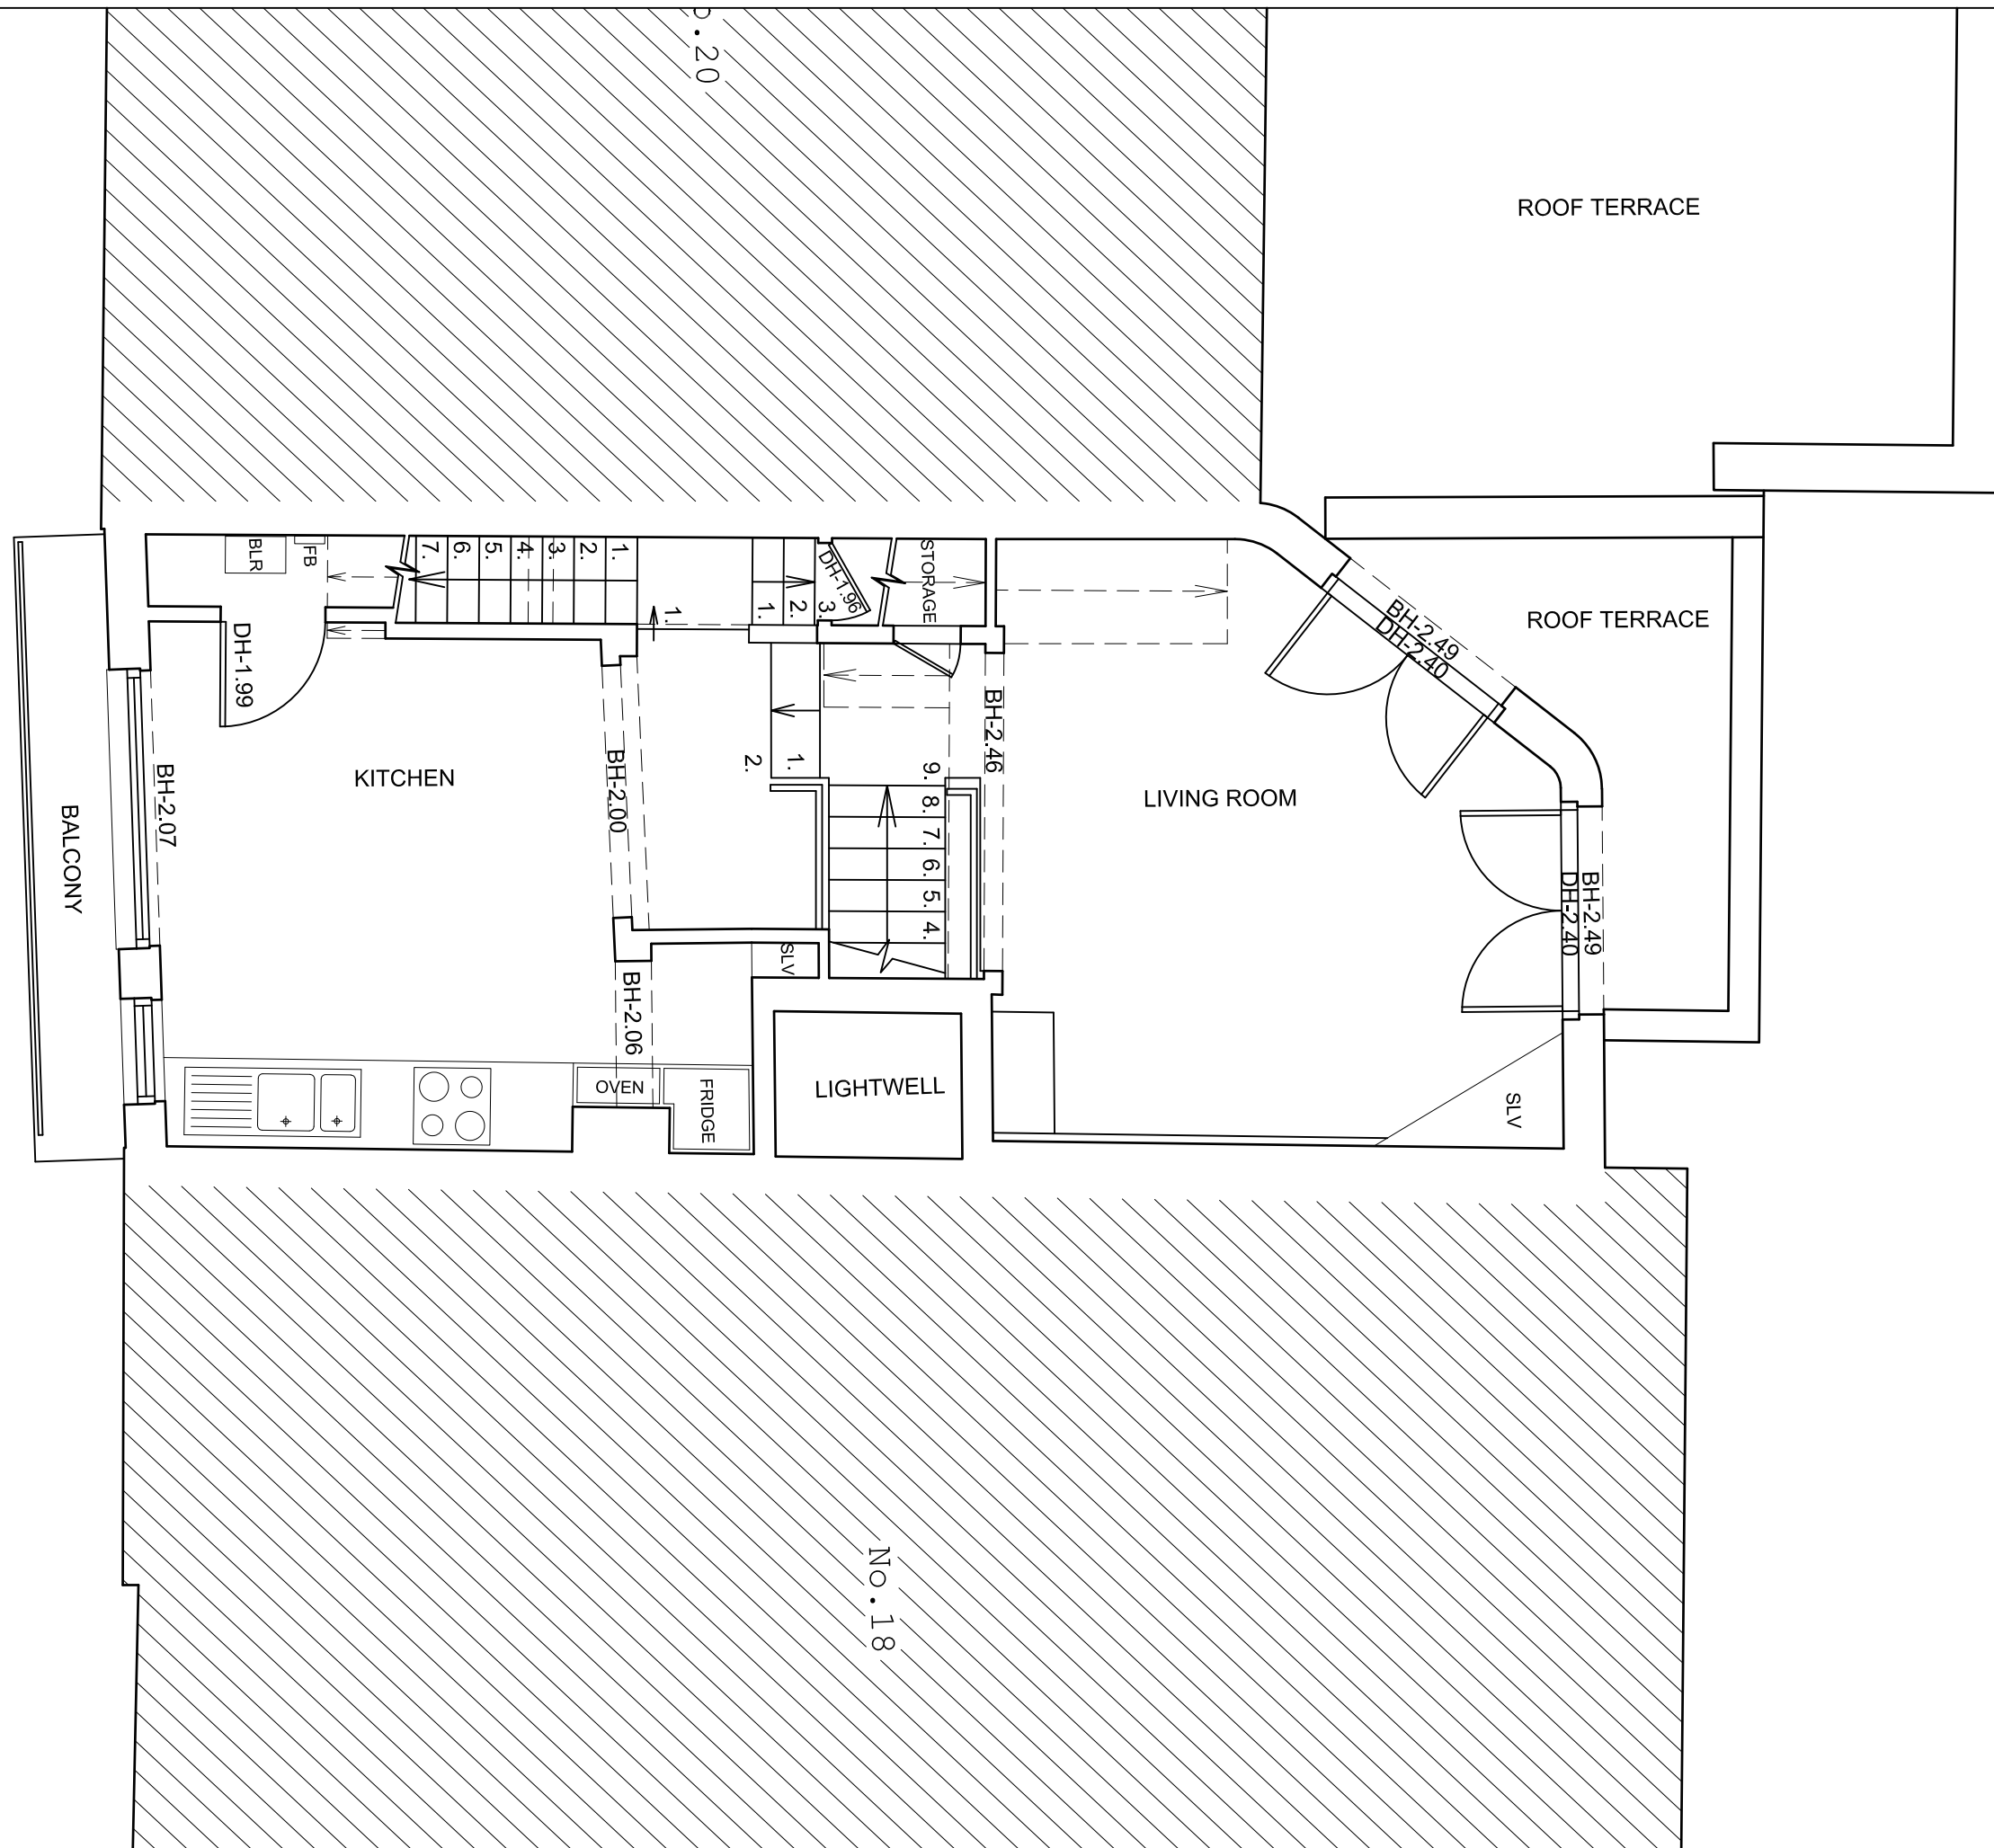 .20
ROOF TERRACE
BLR
FB
7.
6.
5.
4.
3.
2.
1.
1.
1.
2.
3.
DH-1.96
STORAGE
DH-1.99
BH-2.49
DH-2.40
ROOF TERRACE
BH-2.07
KITCHEN
BH-2.00
2.
1.
9.
8.
7.
6.
5.
4.
BH-2.46
LIVING ROOM
BALCONY
DH-2.40
BH-2.49
SLV
BH-2.06
OVEN
FRIDGE
LIGHTWELL
SLV
No.18